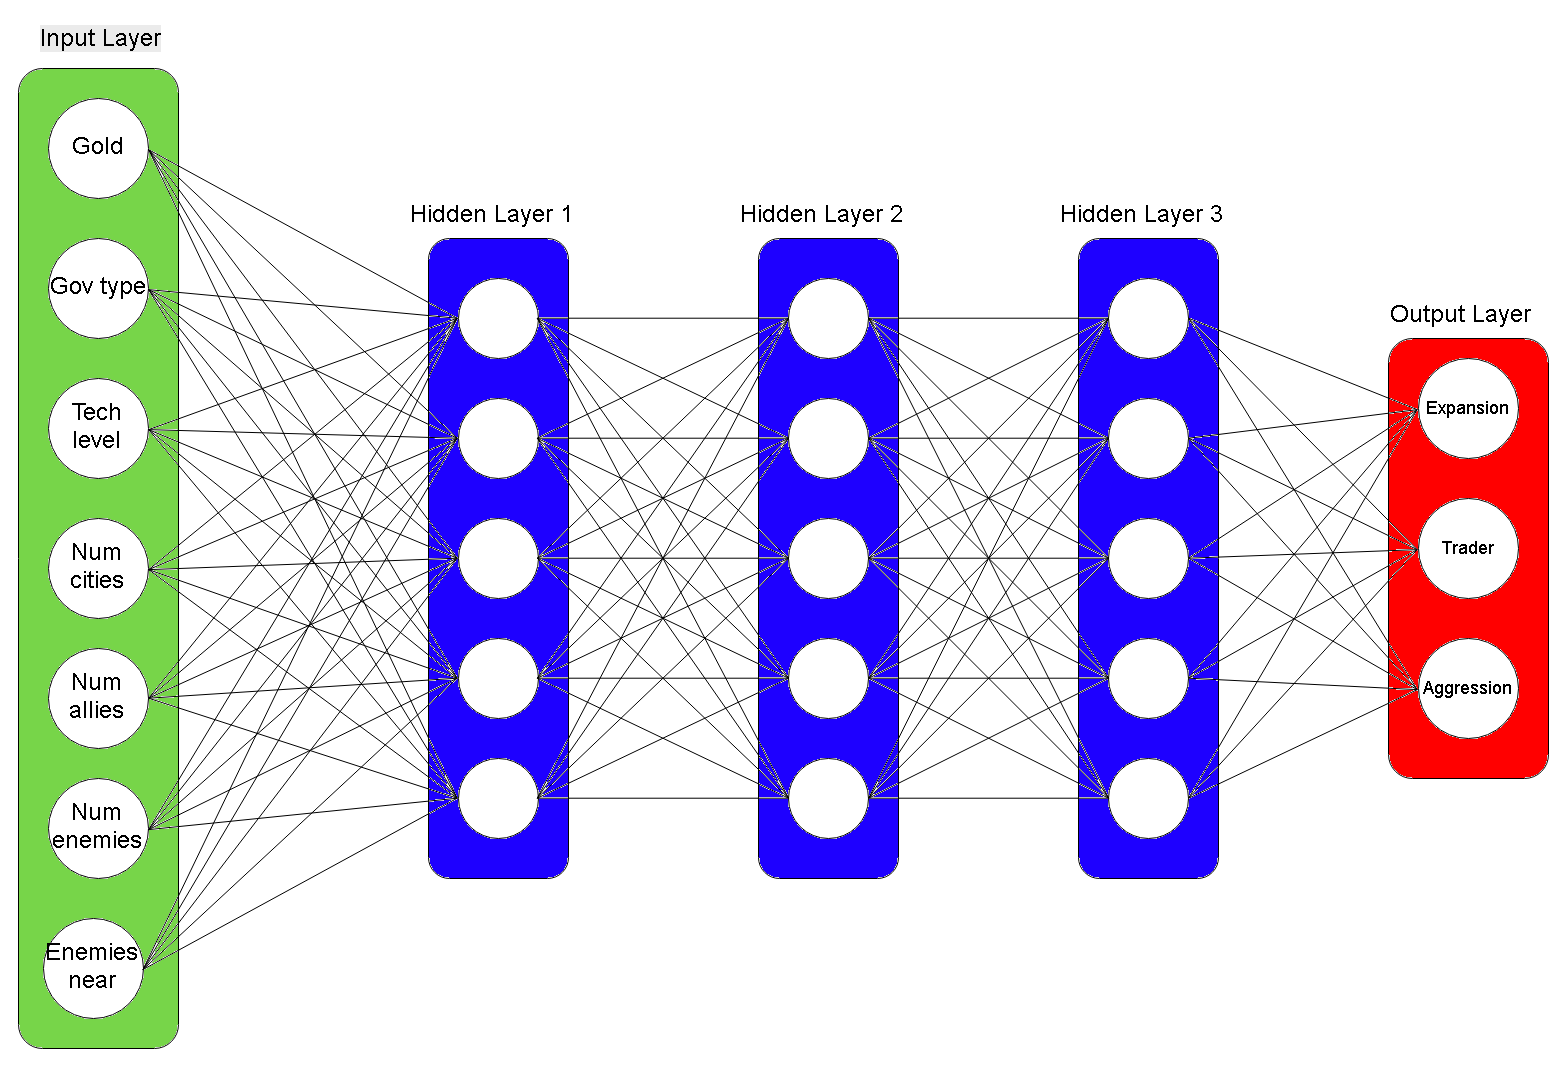 Input Layer
Gold
Gov type
Tech
level
Num
cities
Num
allies
Num
enemies
Enemies
near
Hidden Layer 1
Hidden Layer 2
Hidden Layer 3
Output Layer
Expansion
Trader
Aggression